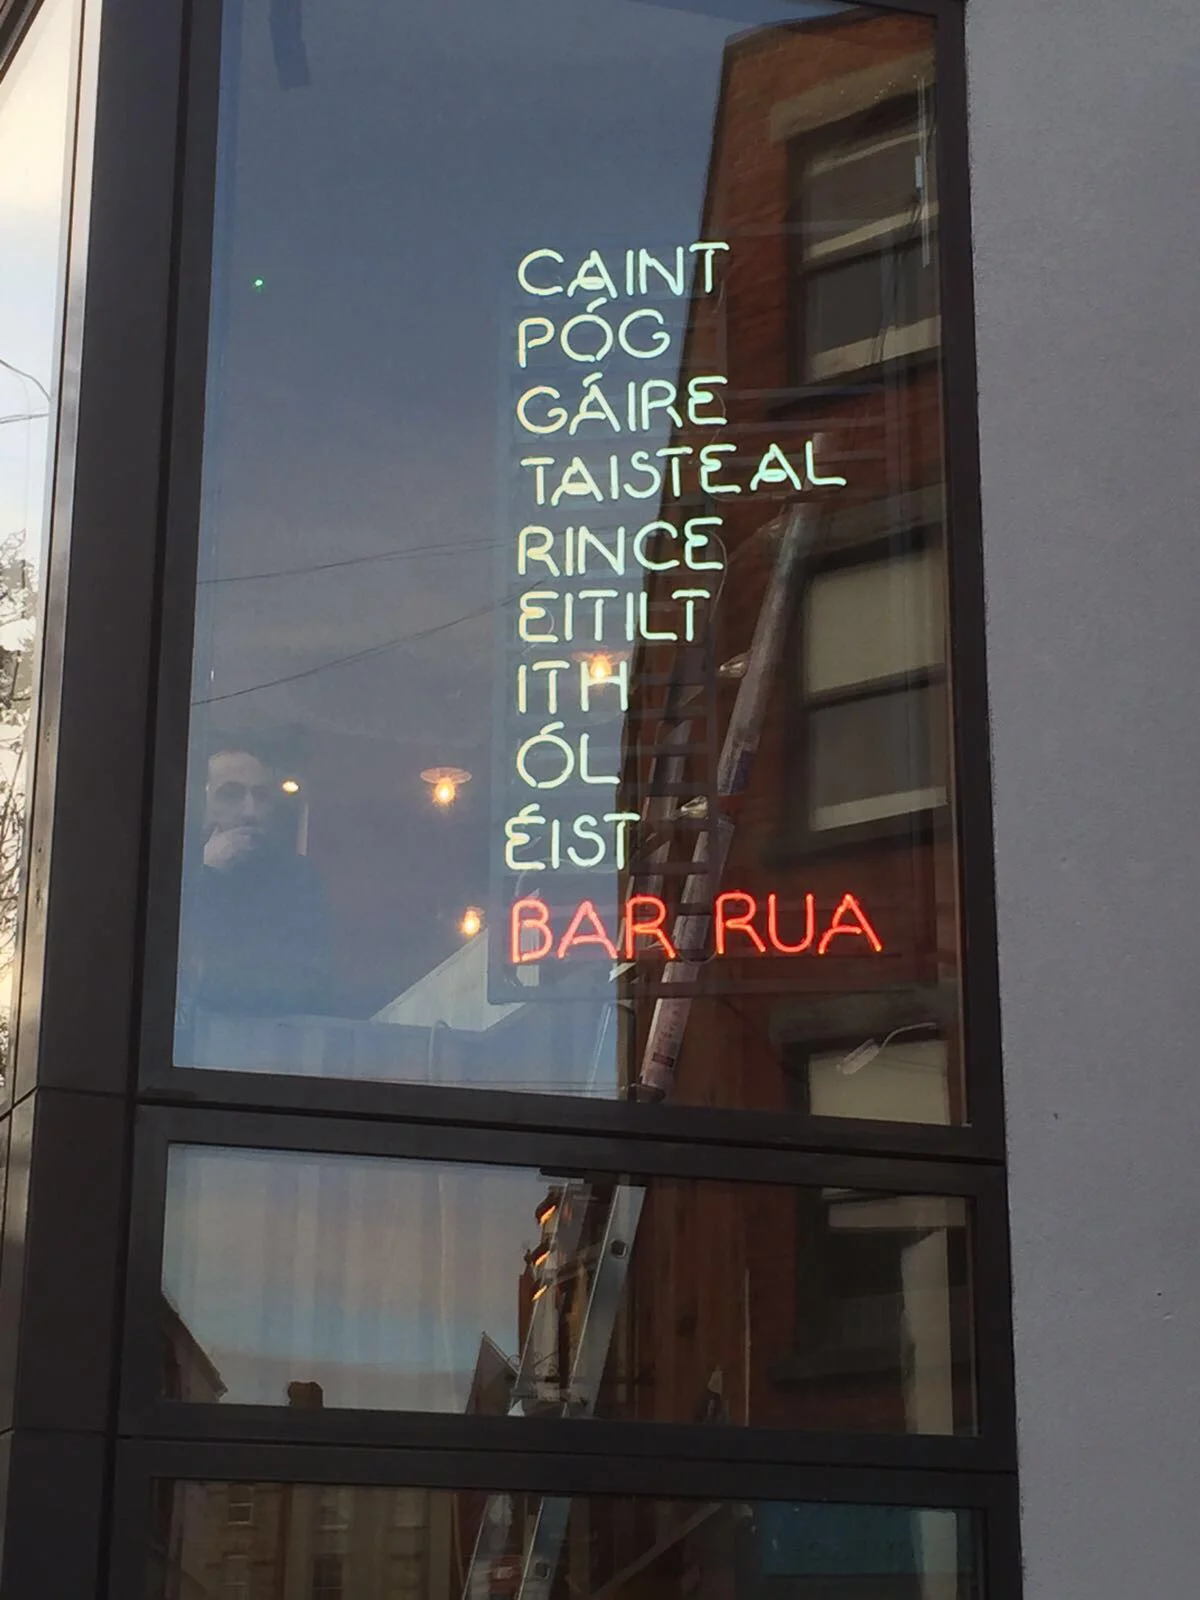 CAINT
PÓG
GÁIRE
TAISTEAL
RINCE
EITILT
ITH
ÓL
ÉIST
BAR RUA